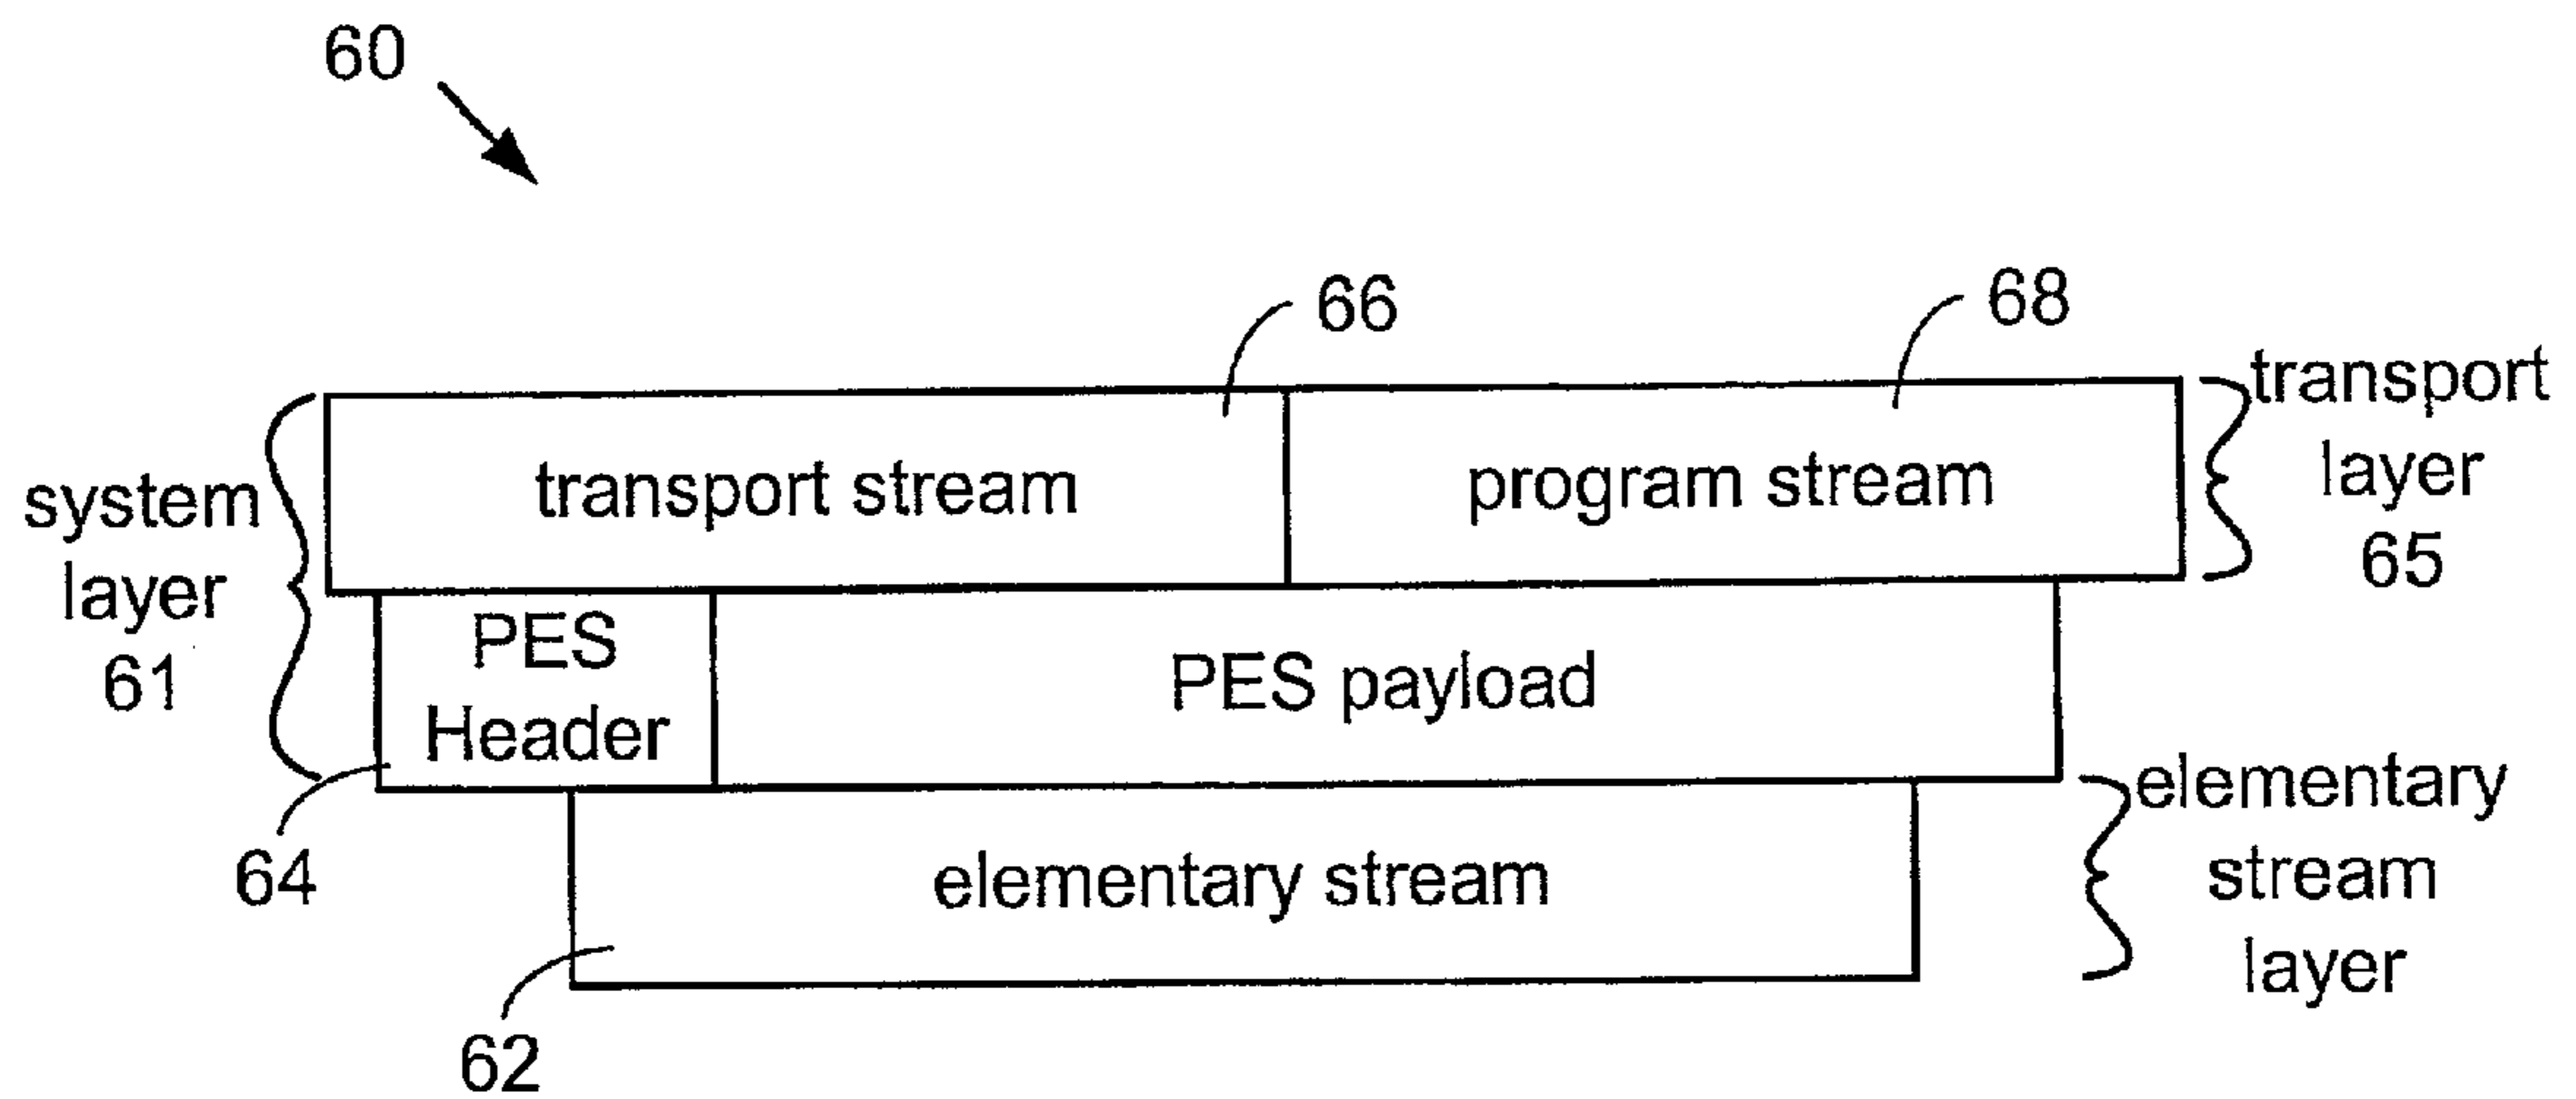 60
66
68
transport
layer
65
system
layer
61
transport stream
program stream
PES
Header
PES payload
64
elementary stream
elementary
stream
layer
62